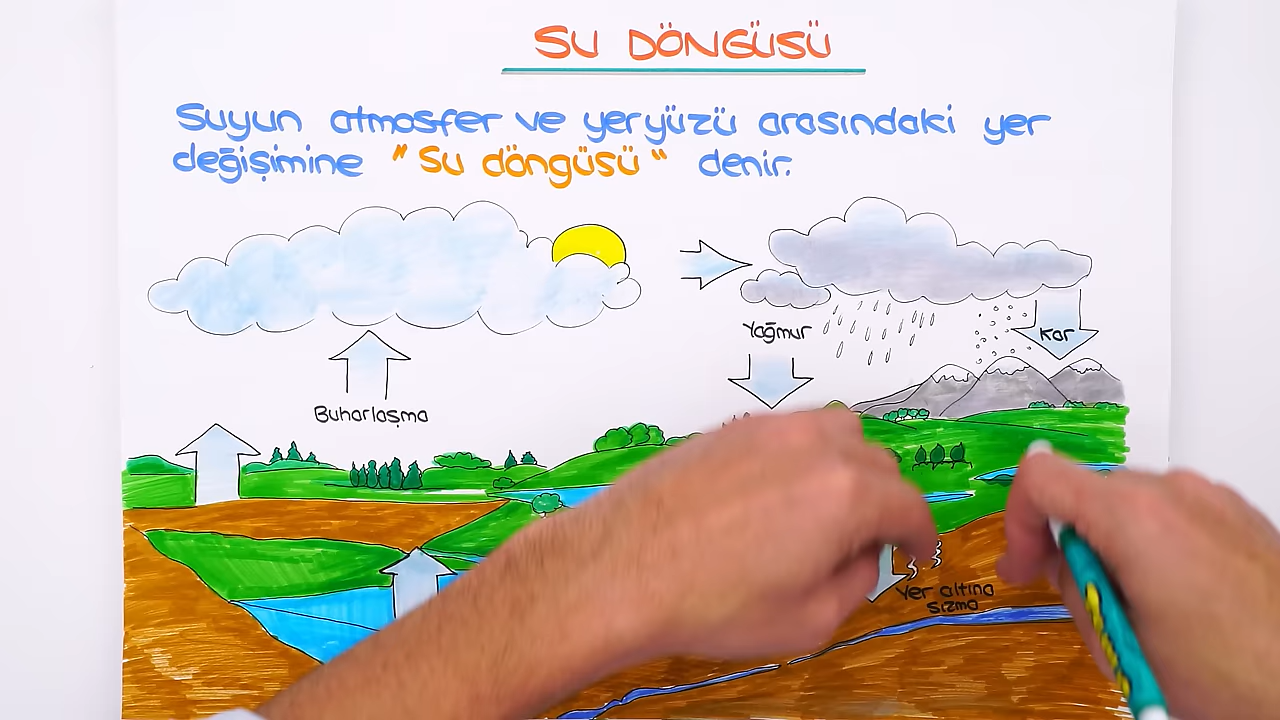 SU DÖNGÜSÜ
Suyun atmosfer ve yeryüzü arasındaki yer
değişimine "Su döngüsü" denir.
Yağmur
Kar
Buharlaşma
Yer altına
sızma